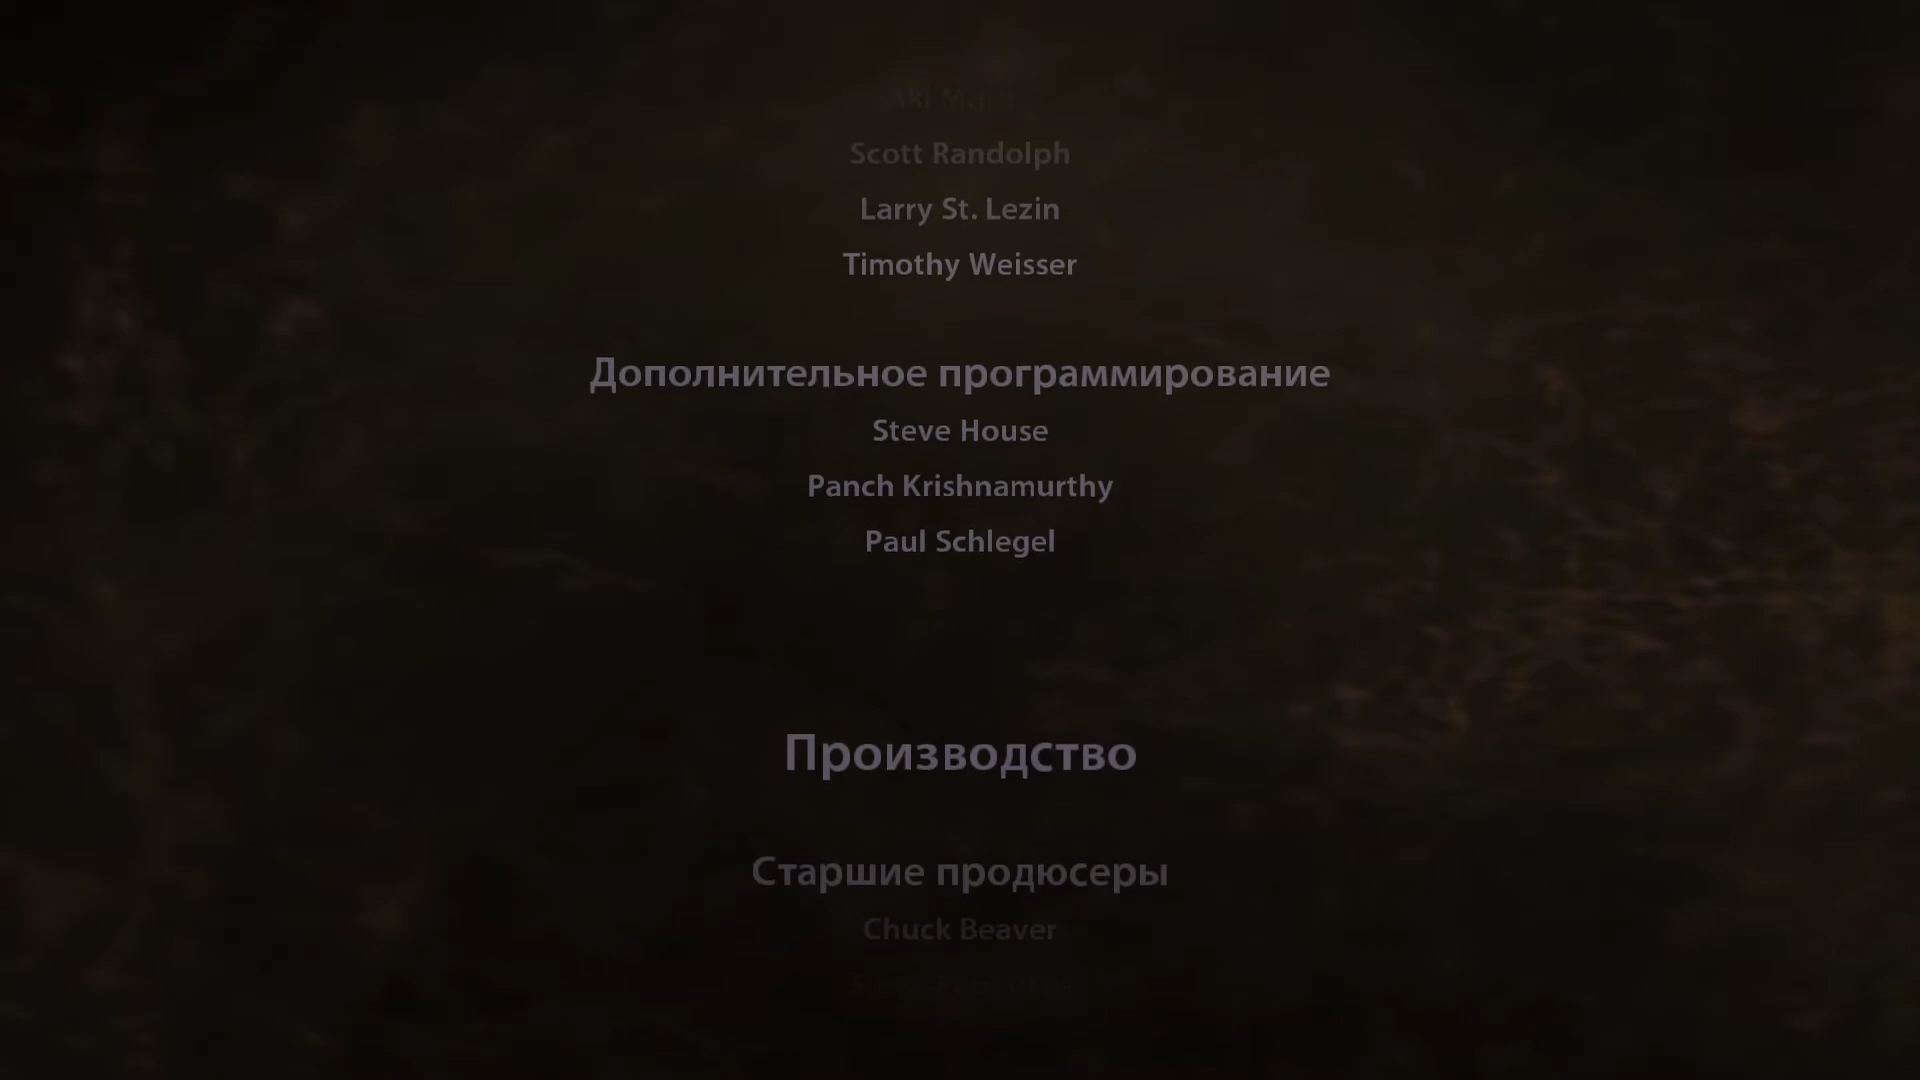 Scott Randolph
Larry St. Lezin
Timothy Weisser
Дополнительное программирование
Steve House
Panch Krishnamurthy
Paul Schlegel
Производство
Старшие продюсеры
Chuck Beaver